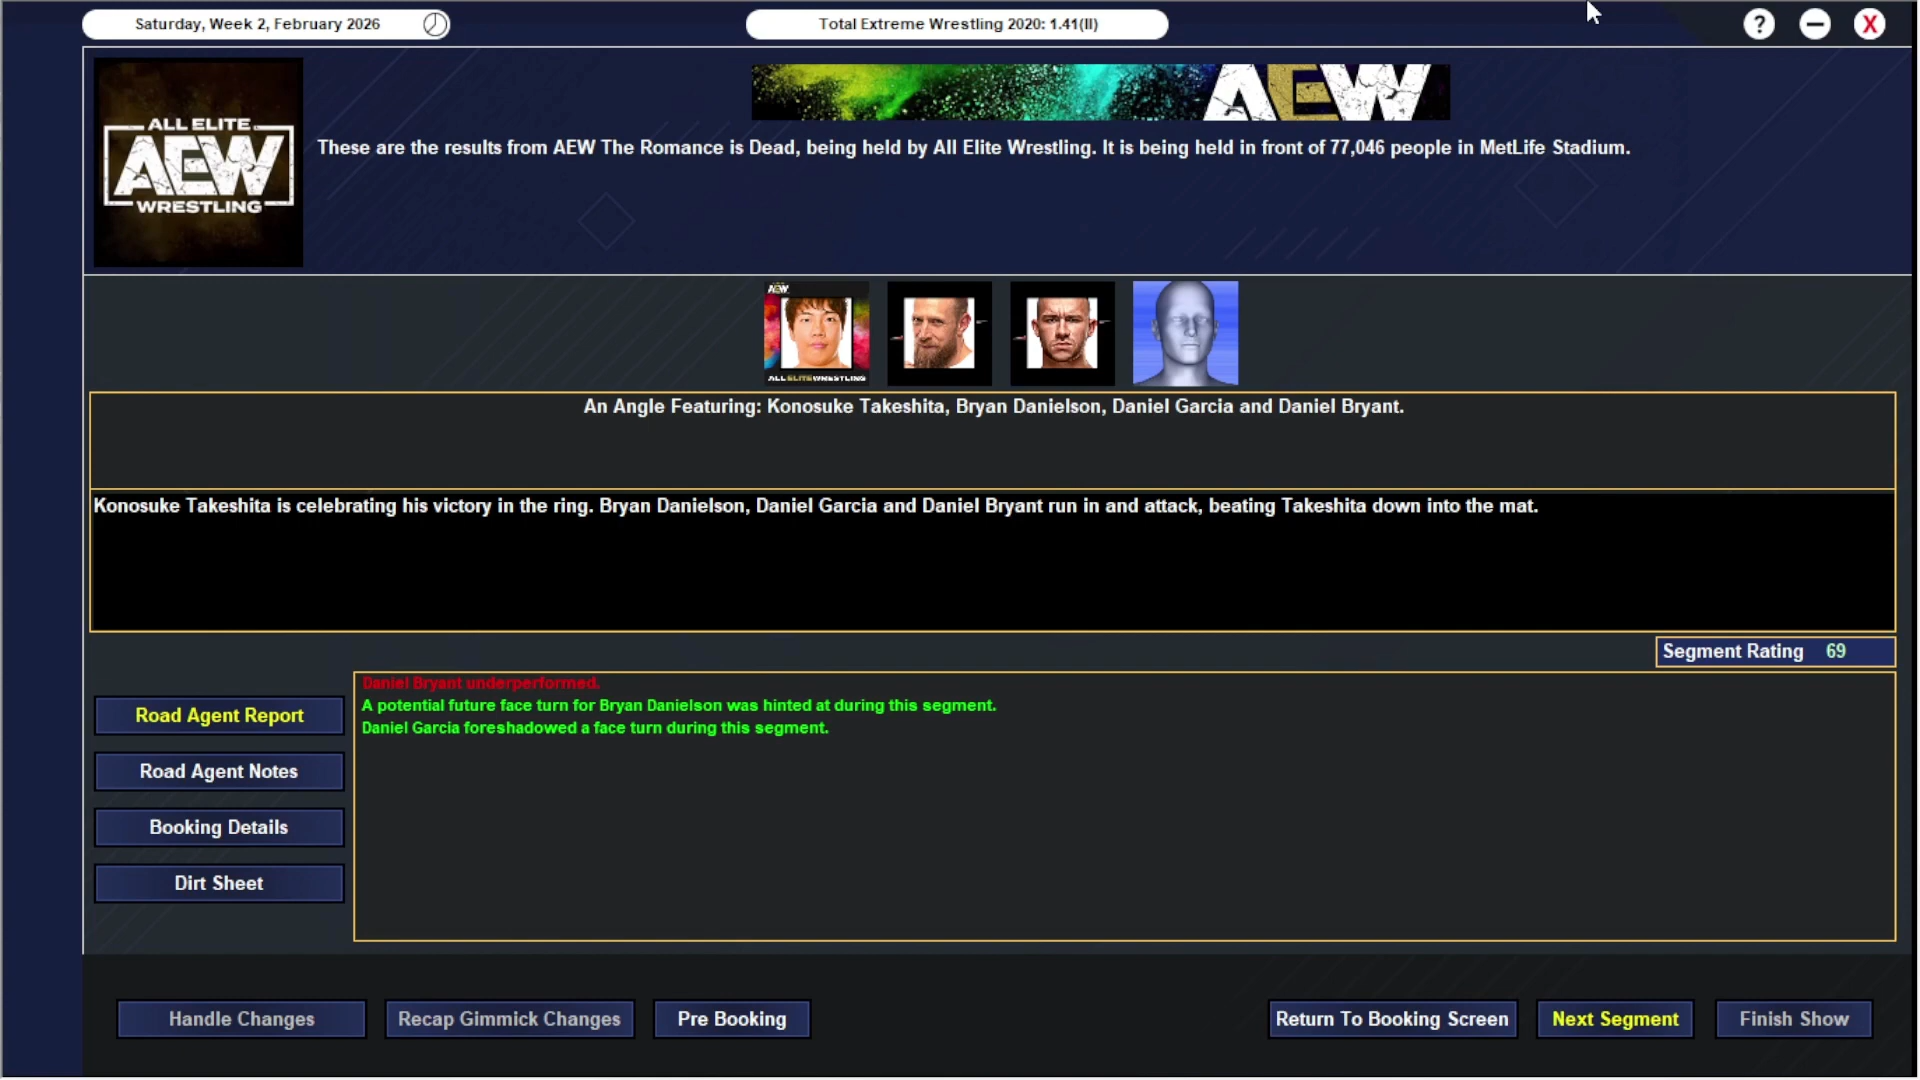 Saturday, Week 2, February 2026
Total Extreme Wrestling 2020: 1.41(II)
?
X
ALL ELITE
AEW
WRESTLING
AEW
These are the results from AEW The Romance is Dead, being held by All Elite Wrestling. It is being held in front of 77,046 people in MetLife Stadium.
AEW
ALL ELITE WRESTLING
An Angle Featuring: Konosuke Takeshita, Bryan Danielson, Daniel Garcia and Daniel Bryant.
Konosuke Takeshita is celebrating his victory in the ring. Bryan Danielson, Daniel Garcia and Daniel Bryant run in and attack, beating Takeshita down into the mat.
Segment Rating 69
Road Agent Report
Road Agent Notes
Booking Details
Dirt Sheet
Daniel Bryant underperformed.
A potential future face turn for Bryan Danielson was hinted at during this segment.
Daniel Garcia foreshadowed a face turn during this segment.
Handle Changes
Recap Gimmick Changes
Pre Booking
Return To Booking Screen
Next Segment
Finish Show